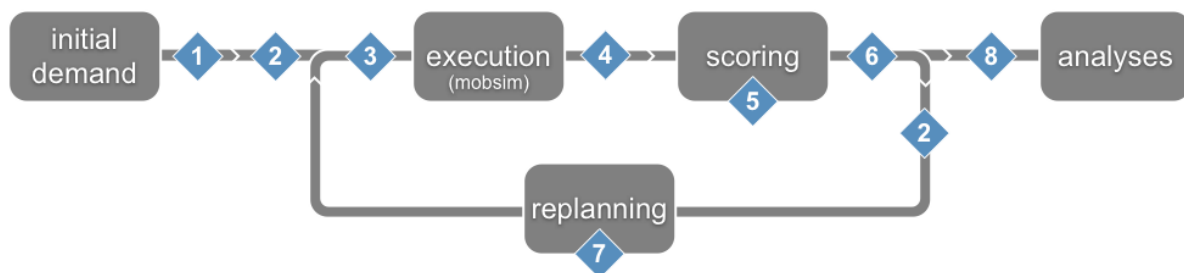 initial
demand
1
2
3
execution
(mobsim)
4
scoring
5
6
8
analyses
2
replanning
7